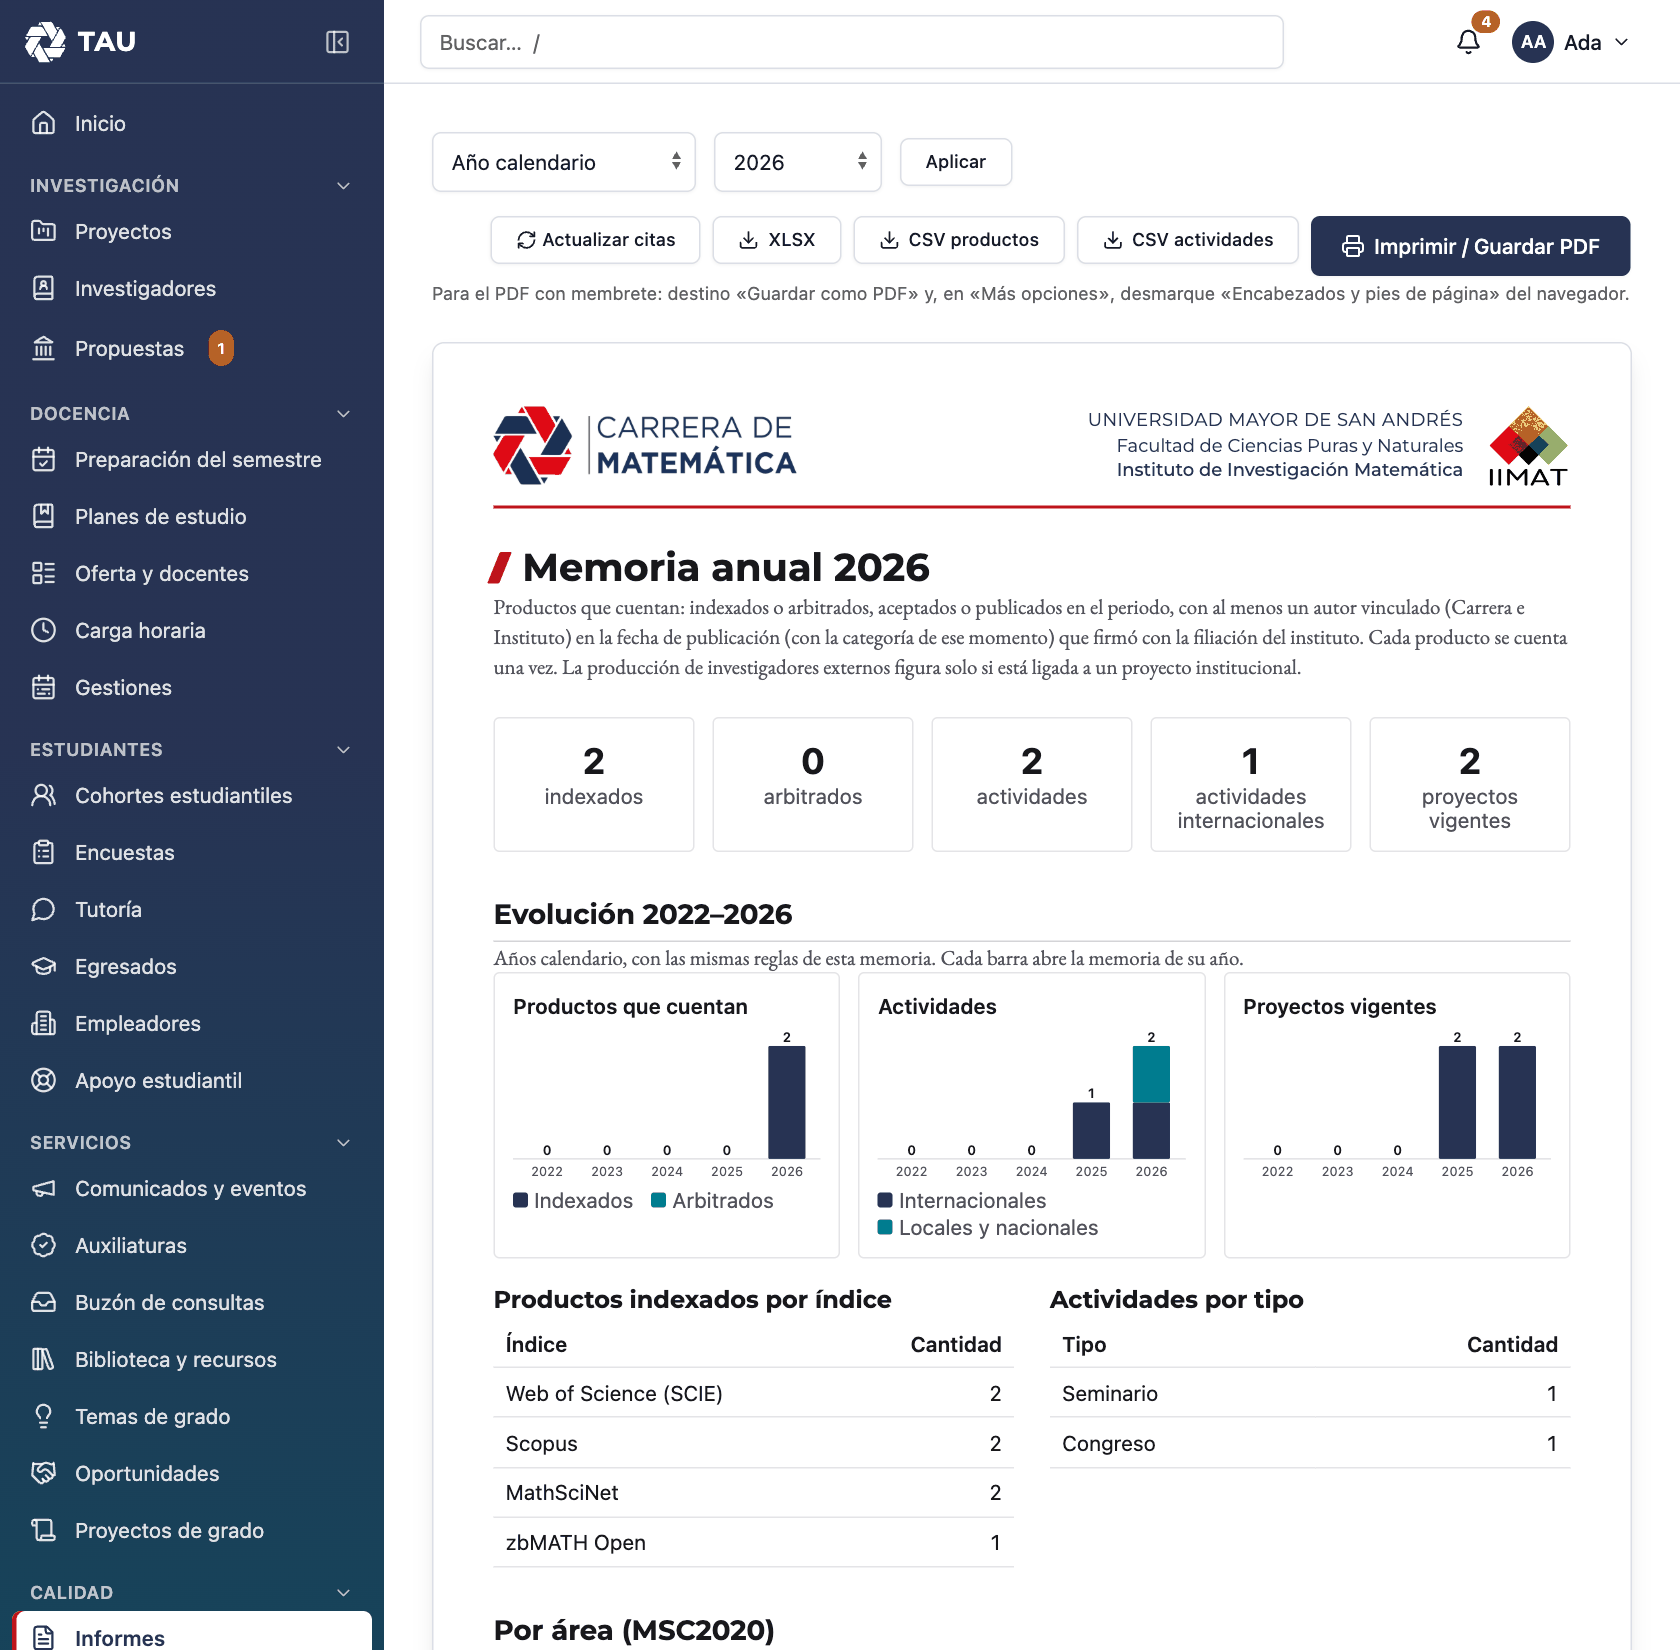 TAU
Buscar... /
4
AA Ada
Inicio
INVESTIGACIÓN
Proyectos
Investigadores
Propuestas 1
DOCENCIA
Preparación del semestre
Planes de estudio
Oferta y docentes
Carga horaria
Gestiones
ESTUDIANTES
Cohortes estudiantiles
Encuestas
Tutoría
Egresados
Empleadores
Apoyo estudiantil
SERVICIOS
Comunicados y eventos
Auxiliaturas
Buzón de consultas
Biblioteca y recursos
Temas de grado
Oportunidades
Proyectos de grado
CALIDAD
Informes
Año calendario 2026 Aplicar
Actualizar citas XLSX CSV productos CSV actividades Imprimir / Guardar PDF
Para el PDF con membrete: destino «Guardar como PDF» y, en «Más opciones», desmarque «Encabezados y pies de página» del navegador.
CARRERA DE
MATEMÁTICA
UNIVERSIDAD MAYOR DE SAN ANDRÉS
Facultad de Ciencias Puras y Naturales
Instituto de Investigación Matemática
IIMAT
Memoria anual 2026
Productos que cuentan: indexados o arbitrados, aceptados o publicados en el periodo, con al menos un autor vinculado (Carrera e
Instituto) en la fecha de publicación (con la categoría de ese momento) que firmó con la filiación del instituto. Cada producto se cuenta
una vez. La producción de investigadores externos figura solo si está ligada a un proyecto institucional.
2
indexados
0
arbitrados
2
actividades
1
actividades
internacionales
2
proyectos
vigentes
Evolución 2022–2026
Años calendario, con las mismas reglas de esta memoria. Cada barra abre la memoria de su año.
Productos que cuentan
0 0 0 0 2
2022 2023 2024 2025 2026
Indexados Arbitrados
Actividades
0 0 0 1 2
2022 2023 2024 2025 2026
Internacionales
Locales y nacionales
Proyectos vigentes
0 0 0 2 2
2022 2023 2024 2025 2026
Productos indexados por índice
Índice Cantidad
Web of Science (SCIE) 2
Scopus 2
MathSciNet 2
zbMATH Open 1
Actividades por tipo
Tipo Cantidad
Seminario 1
Congreso 1
Por área (MSC2020)